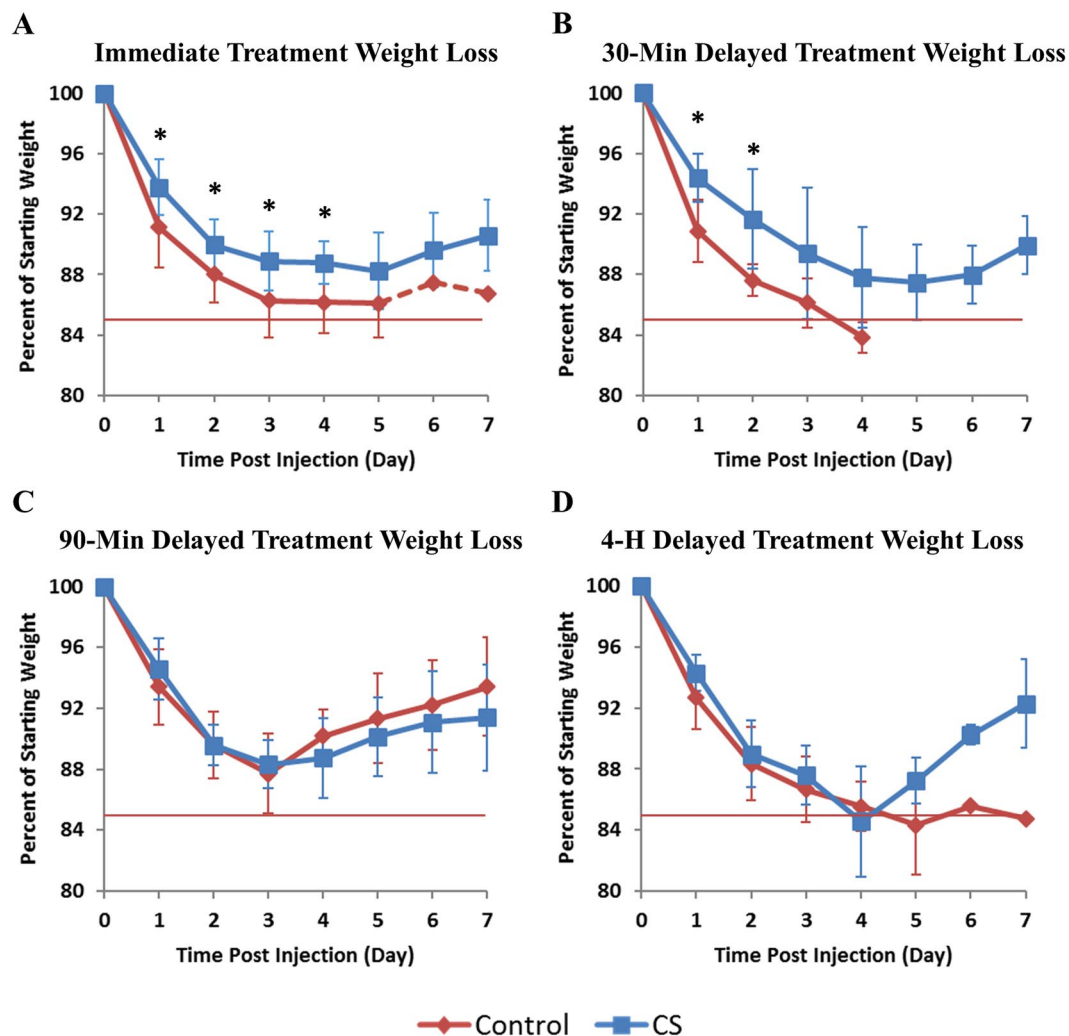 A
Immediate Treatment Weight Loss
Percent of Starting Weight
100
96
92
88
84
80
*
*
*
*
0 1 2 3 4 5 6 7
Time Post Injection (Day)
B
30-Min Delayed Treatment Weight Loss
Percent of Starting Weight
100
96
92
88
84
80
*
*
0 1 2 3 4 5 6 7
Time Post Injection (Day)
C
90-Min Delayed Treatment Weight Loss
Percent of Starting Weight
100
96
92
88
84
80
0 1 2 3 4 5 6 7
Time Post Injection (Day)
D
4-H Delayed Treatment Weight Loss
Percent of Starting Weight
100
96
92
88
84
80
0 1 2 3 4 5 6 7
Time Post Injection (Day)
Control CS